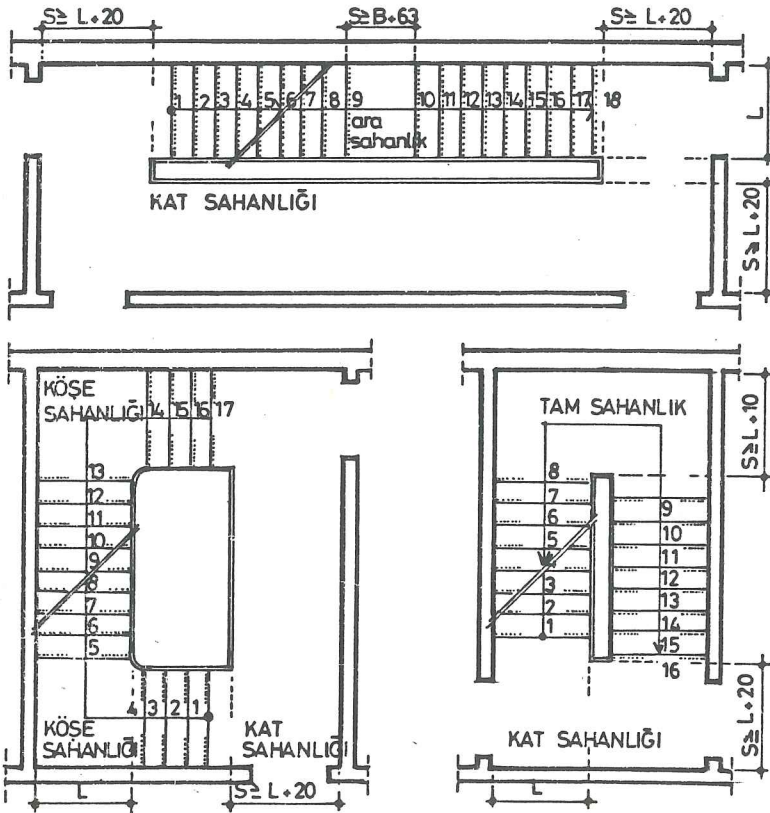 S≥ L+20
S≥B+63
S≥ L+20
1 2 3 4 5 6 7 8 9 10 11 12 13 14 15 16 17 18
ara
sahanlık
L
KAT SAHANLIĞI
S≥ L+20
KÖŞE
SAHANLIĞI 14 15 16 17
13
12
11
10
9
8
7
6
5
4 3 2 1
KÖŞE
SAHANLIĞI
KAT
SAHANLIĞI
L
S≥ L+20
TAM SAHANLIK
S≥L+10
8
7
6
5
4
3
2
1
9
10
11
12
13
14
15
16
KAT SAHANLIĞI
S≥ L+20
L